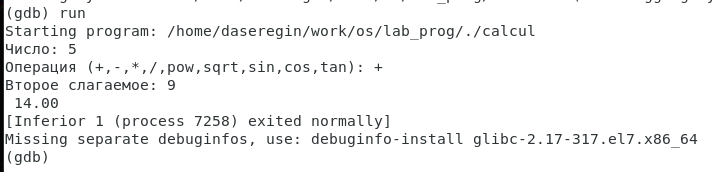 (gdb) run
Starting program: /home/daseregin/work/os/lab_prog/./calcul
Число: 5
Операция (+,-,*,/,pow,sqrt,sin,cos,tan): +
Второе слагаемое: 9
 14.00
[Inferior 1 (process 7258) exited normally]
Missing separate debuginfos, use: debuginfo-install glibc-2.17-317.el7.x86_64
(gdb)